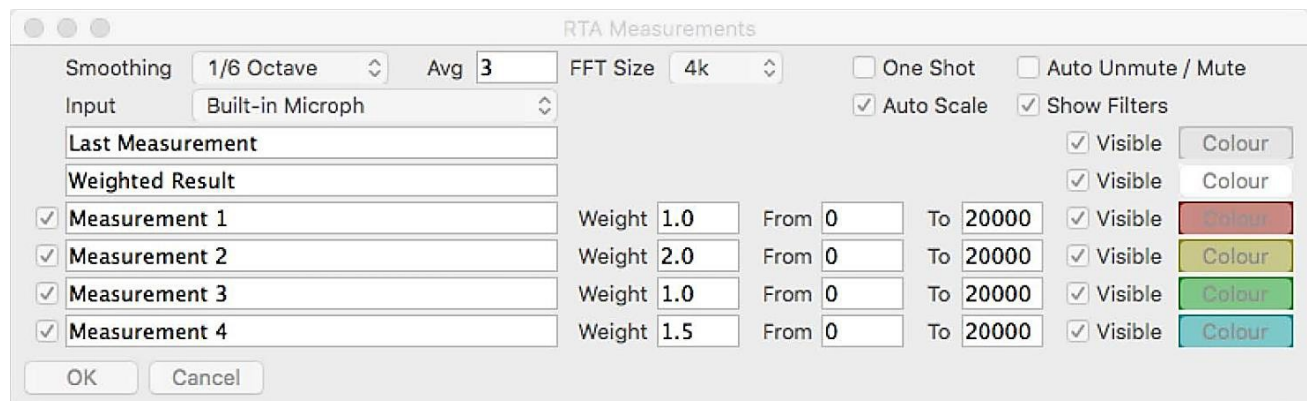 RTA Measurements
Smoothing 1/6 Octave Avg 3 FFT Size 4k One Shot Auto Unmute / Mute
Input Built-in Microph Auto Scale Show Filters
Last Measurement Visible Colour
Weighted Result Visible Colour
Measurement 1 Weight 1.0 From 0 To 20000 Visible Colour
Measurement 2 Weight 2.0 From 0 To 20000 Visible Colour
Measurement 3 Weight 1.0 From 0 To 20000 Visible Colour
Measurement 4 Weight 1.5 From 0 To 20000 Visible Colour
OK Cancel